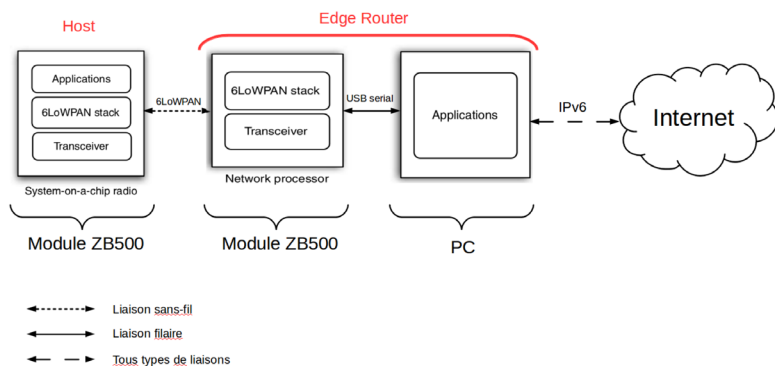 Host
Edge Router
Applications
6LoWPAN stack
Transceiver
System-on-a-chip radio
Module ZB500
6LoWPAN
6LoWPAN stack
Transceiver
Network processor
Module ZB500
USB serial
Applications
PC
IPv6
Internet
Liaison sans-fil
Liaison filaire
Tous types de liaisons